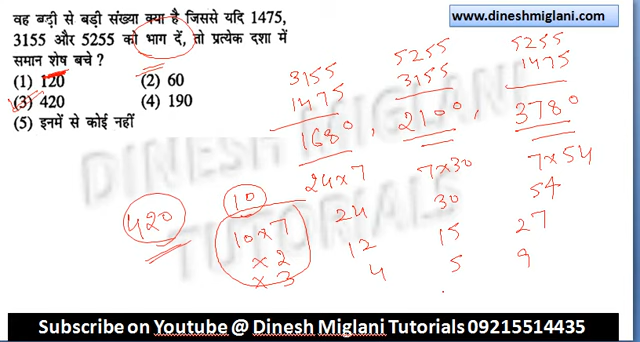 वह बड़ी से बड़ी संख्या क्या है जिससे यदि 1475,
www.dineshmiglani.com
3155 और 5255 को भाग दें, तो प्रत्येक दशा में
समान शेष बचे ?
(1) 120 (2) 60
(3) 420 (4) 190
(5) इनमें से कोई नहीं
3155 5255 5255
1475 3155 1475
1680 , 2100 , 3780
24x7 7x30 7x54
420 10 24 30 54
10x7 12 15 27
x2 4 5 9
x3
DINESH MIGLANI
TUTORIALS
Subscribe on Youtube @ Dinesh Miglani Tutorials 09215514435